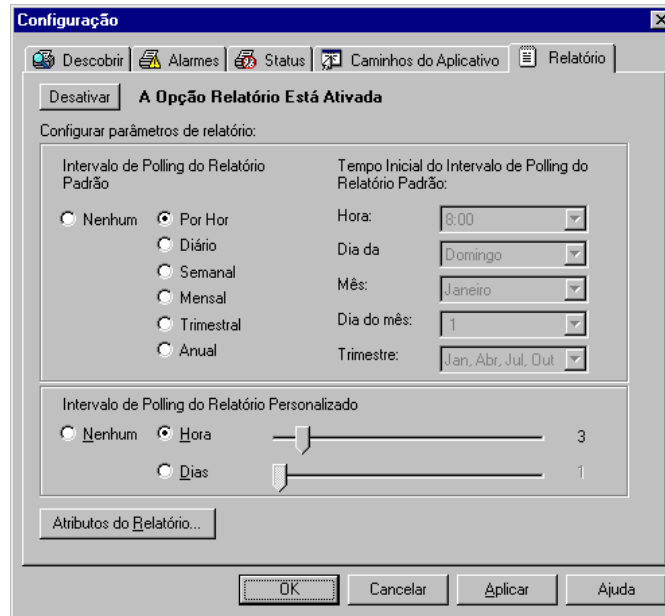 Configuração
Descobrir Alarmes Status Caminhos do Aplicativo Relatório
Desativar A Opção Relatório Está Ativada
Configurar parâmetros de relatório:
Intervalo de Polling do Relatório
Padrão
Nenhum
Por Hor
Diário
Semanal
Mensal
Trimestral
Anual
Tempo Inicial do Intervalo de Polling do
Relatório Padrão:
Hora: 8:00
Dia da Domingo
Mês: Janeiro
Dia do mês: 1
Trimestre: Jan, Abr, Jul, Out
Intervalo de Polling do Relatório Personalizado
Nenhum Hora 3
Dias 1
Atributos do Relatório...
OK Cancelar Aplicar Ajuda